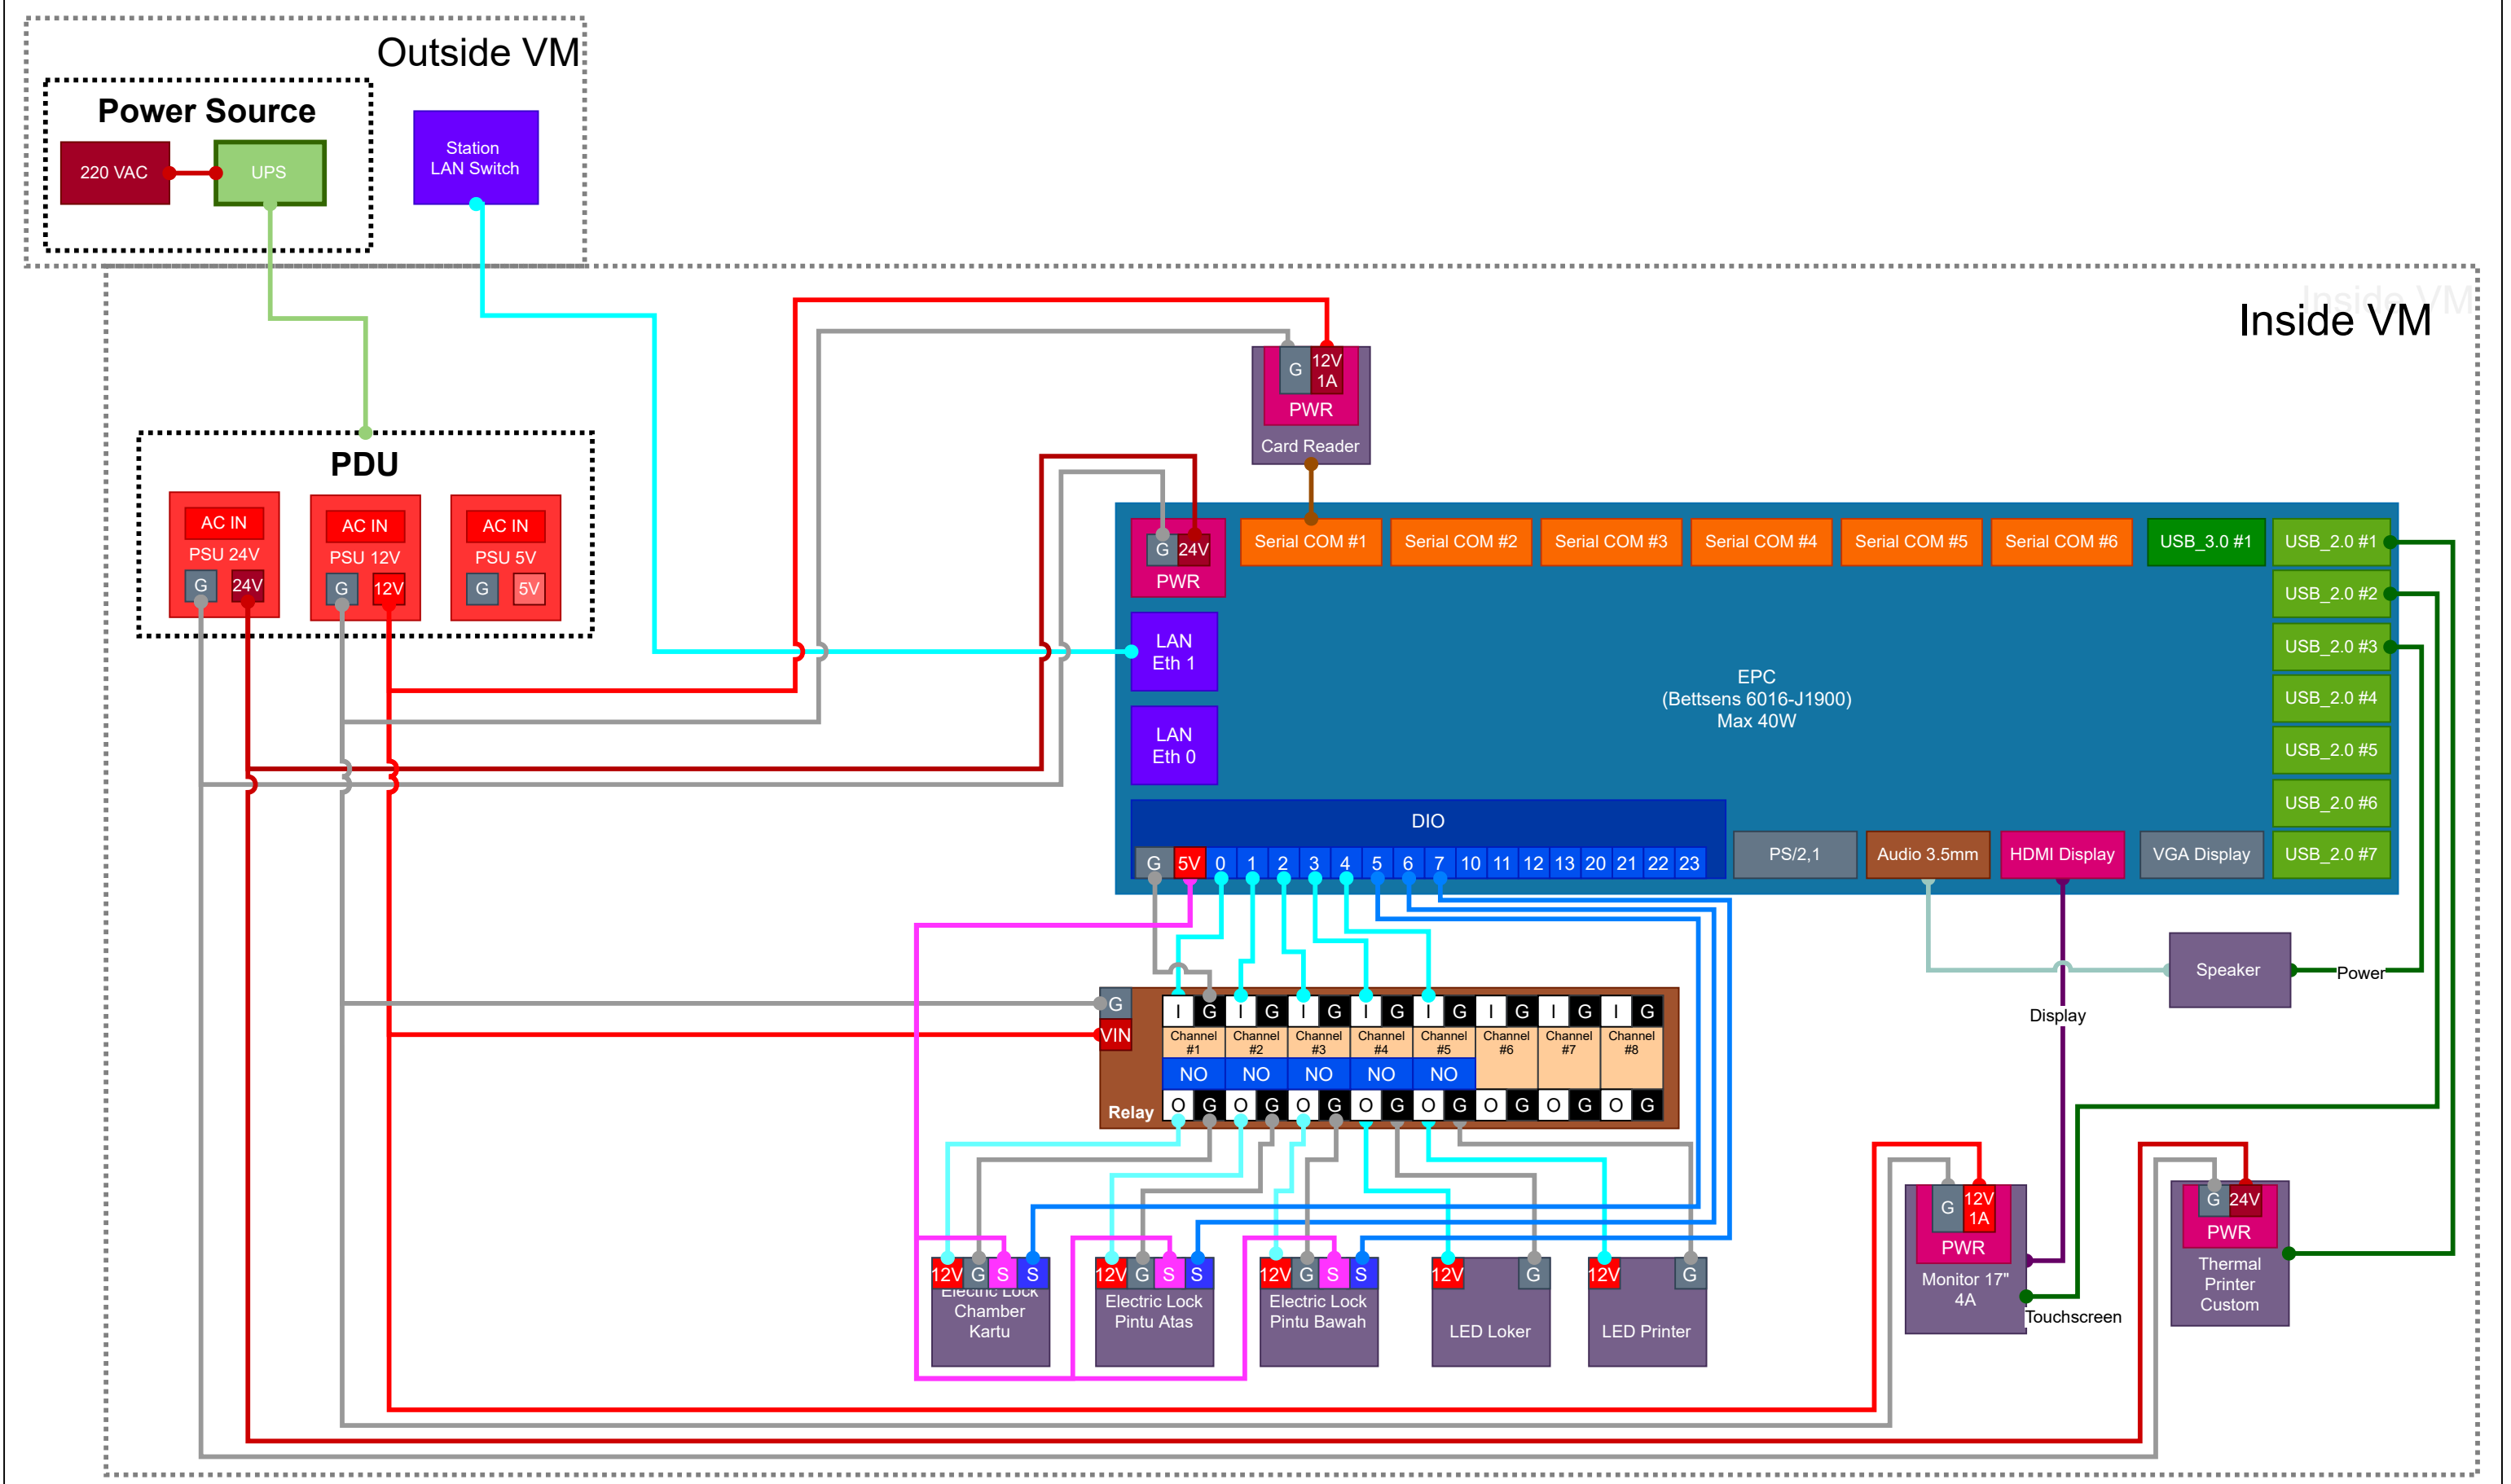 Outside VM
Power Source
220 VAC
UPS
Station
LAN Switch
Inside VM
Inside VM
G
12V
1A
PWR
Card Reader
PDU
AC IN
PSU 24V
G
24V
AC IN
PSU 12V
G
12V
AC IN
PSU 5V
G
5V
G
24V
PWR
Serial COM #1
Serial COM #2
Serial COM #3
Serial COM #4
Serial COM #5
Serial COM #6
USB_3.0 #1
USB_2.0 #1
USB_2.0 #2
USB_2.0 #3
USB_2.0 #4
USB_2.0 #5
USB_2.0 #6
USB_2.0 #7
LAN
Eth 1
LAN
Eth 0
EPC
(Bettsens 6016-J1900)
Max 40W
DIO
G 5V 0 1 2 3 4 5 6 7 10 11 12 13 20 21 22 23
PS/2,1
Audio 3.5mm
HDMI Display
VGA Display
Speaker
Power
Display
G
VIN
Relay
I G I G I G I G I G I G I G I G
Channel
#1
Channel
#2
Channel
#3
Channel
#4
Channel
#5
Channel
#6
Channel
#7
Channel
#8
NO NO NO NO NO
O G O G O G O G O G O G O G O G
12V G S S
Electric Lock
Chamber
Kartu
12V G S S
Electric Lock
Pintu Atas
12V G S S
Electric Lock
Pintu Bawah
12V G
LED Loker
12V G
LED Printer
G
12V
1A
PWR
Monitor 17"
4A
Touchscreen
G
24V
PWR
Thermal
Printer
Custom